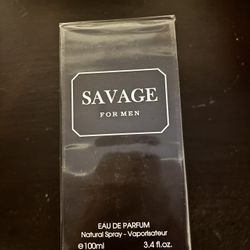 SAVAGE
FOR MEN
EAU DE PARFUM
Natural Spray - Vaporisateur
℮100ml 3.4 fl.oz.